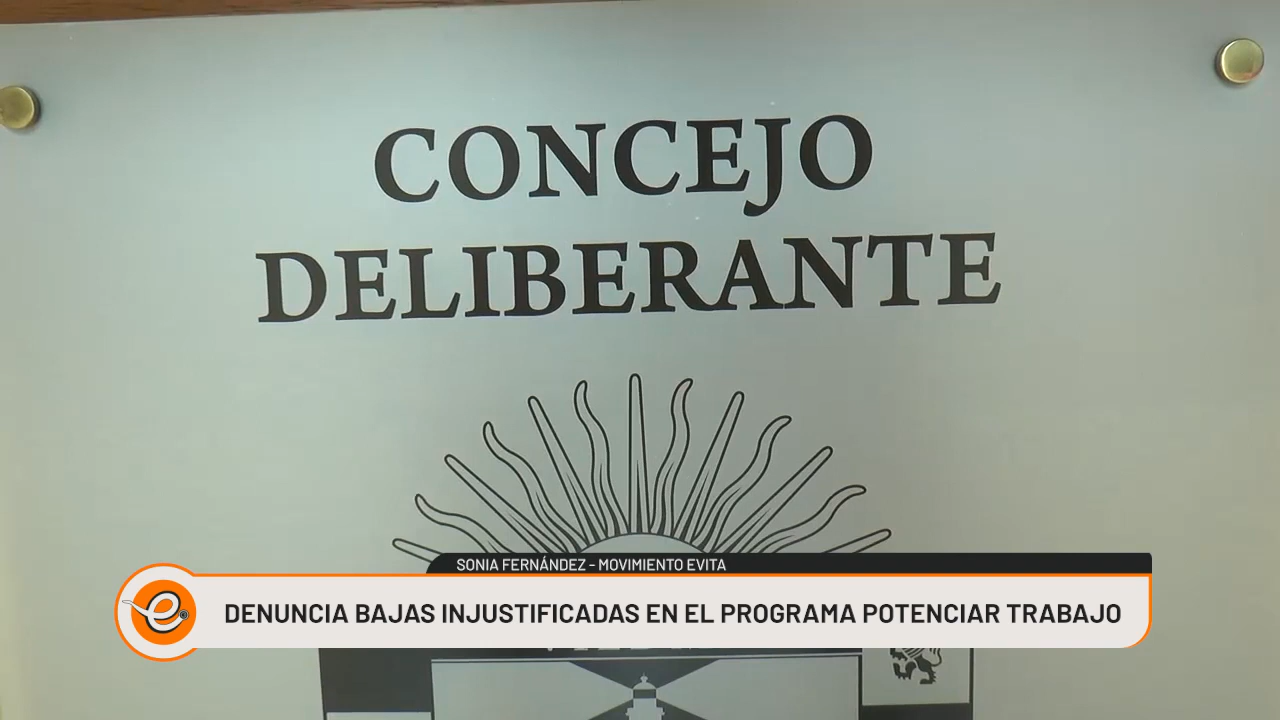 CONCEJO
DELIBERANTE
SONIA FERNÁNDEZ - MOVIMIENTO EVITA
DENUNCIA BAJAS INJUSTIFICADAS EN EL PROGRAMA POTENCIAR TRABAJO